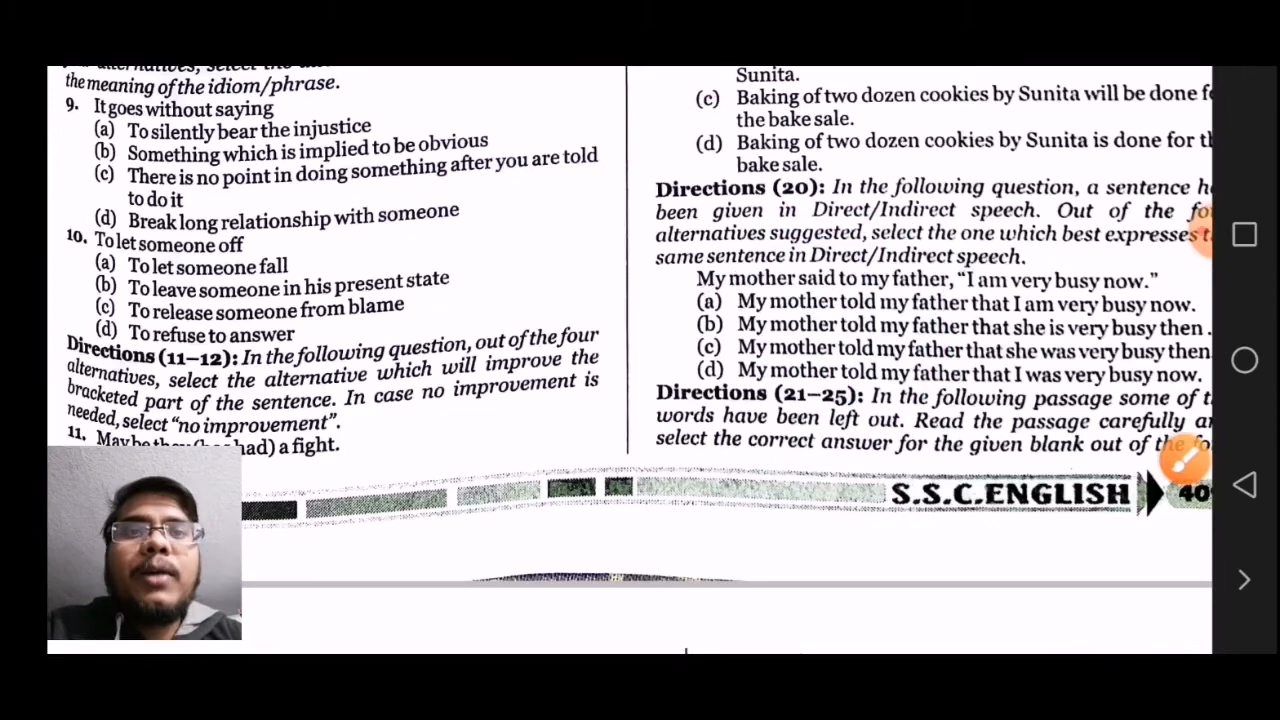 the meaning of the idiom/phrase.
9. It goes without saying
(a) To silently bear the injustice
(b) Something which is implied to be obvious
(c) There is no point in doing something after you are told
to do it
(d) Break long relationship with someone
10. To let someone off
(a) To let someone fall
(b) To leave someone in his present state
(c) To release someone from blame
(d) To refuse to answer
Directions (11–12): In the following question, out of the four
alternatives, select the alternative which will improve the
bracketed part of the sentence. In case no improvement is
needed, select “no improvement”.
11. May be had) a fight.
Sunita.
(c) Baking of two dozen cookies by Sunita will be done
the bake sale.
(d) Baking of two dozen cookies by Sunita is done for
bake sale.
Directions (20): In the following question, a sentence
been given in Direct/Indirect speech. Out of the
alternatives suggested, select the one which best expresses
same sentence in Direct/Indirect speech.
My mother said to my father, “I am very busy now.”
(a) My mother told my father that I am very busy now.
(b) My mother told my father that she is very busy then .
(c) My mother told my father that she was very busy then
(d) My mother told my father that I was very busy now.
Directions (21–25): In the following passage some of
words have been left out. Read the passage carefully
select the correct answer for the given blank out of the
S.S.C.ENGLISH